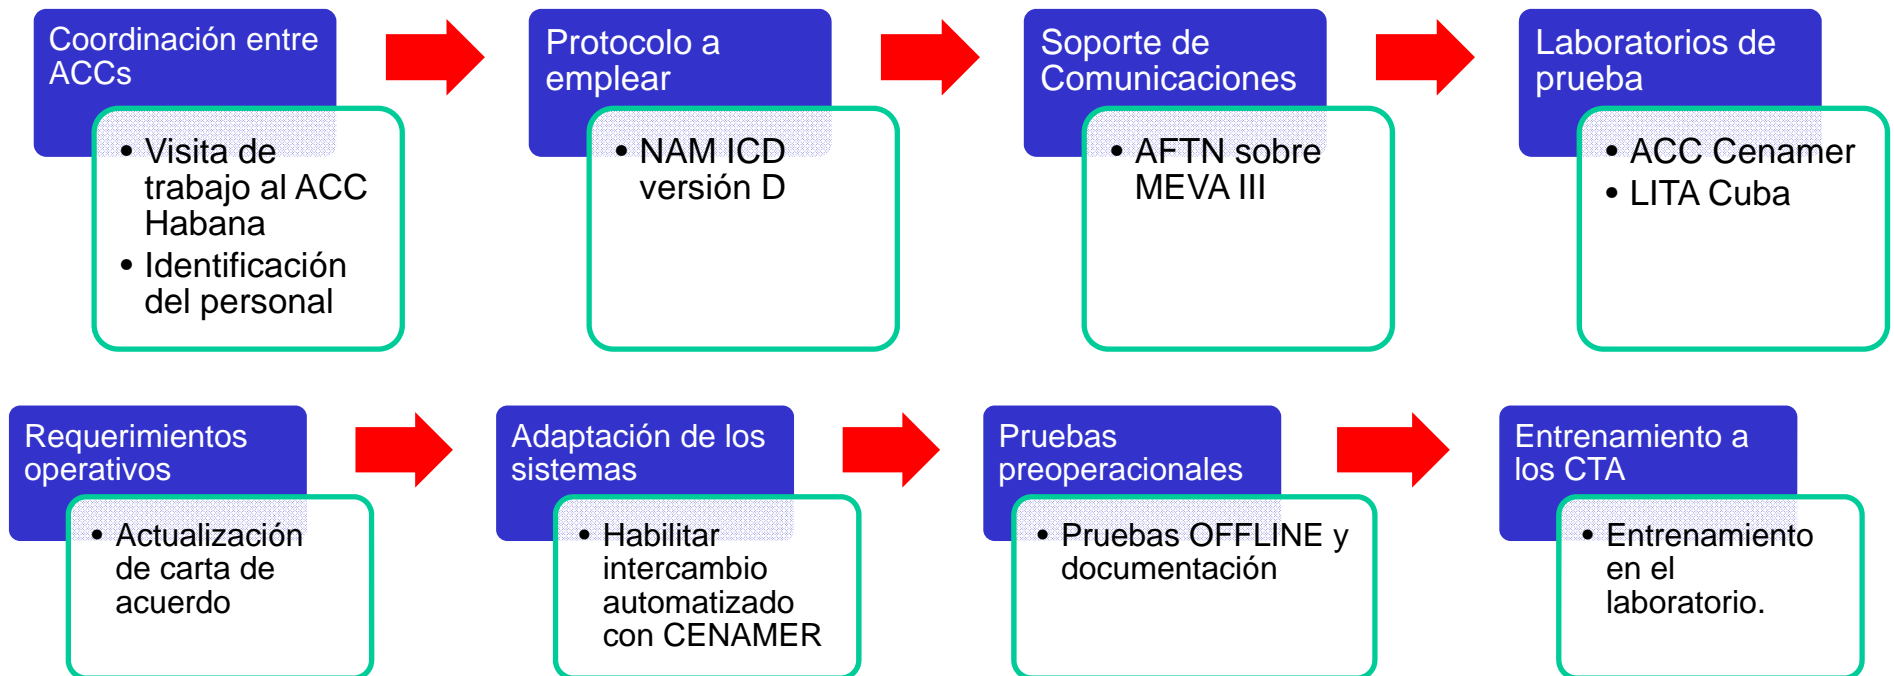 Coordinación entre
ACCs
• Visita de
trabajo al ACC
Habana
• Identificación
del personal
Protocolo a
emplear
• NAM ICD
versión D
Soporte de
Comunicaciones
• AFTN sobre
MEVA III
Laboratorios de
prueba
• ACC Cenamer
• LITA Cuba
Requerimientos
operativos
• Actualización
de carta de
acuerdo
Adaptación de los
sistemas
• Habilitar
intercambio
automatizado
con CENAMER
Pruebas
preoperacionales
• Pruebas OFFLINE y
documentación
Entrenamiento a
los CTA
• Entrenamiento
en el
laboratorio.